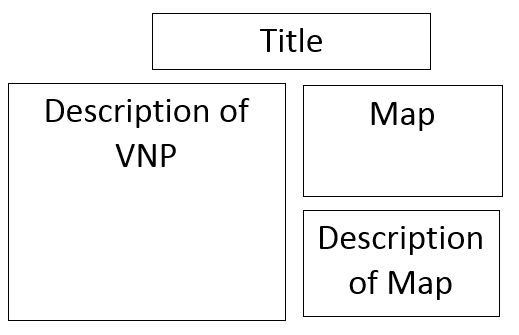 Title
Description of
VNP
Map
Description
of Map